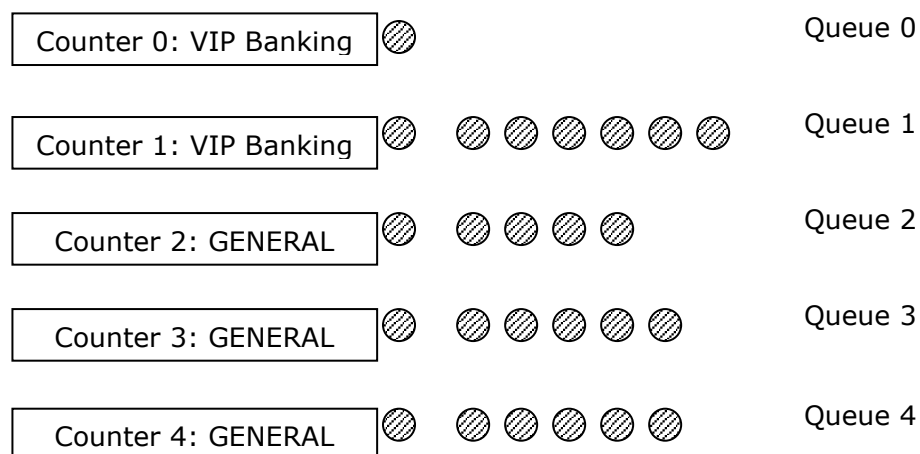 Counter 0: VIP Banking
Queue 0
Counter 1: VIP Banking
Queue 1
Counter 2: GENERAL
Queue 2
Counter 3: GENERAL
Queue 3
Counter 4: GENERAL
Queue 4